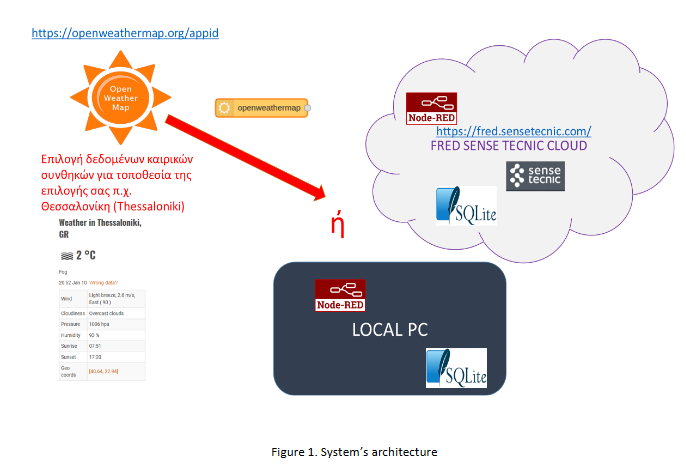 https://openweathermap.org/appid
Open
Weather
Map
openweathermap
Επιλογή δεδομένων καιρικών
συνθηκών για τοποθεσία της
επιλογής σας π.χ.
Θεσσαλονίκη (Thessaloniki)
Weather in Thessaloniki,
GR
2 °C
Fog
20:52 Jan 10 Wrong data?
Wind Light breeze, 2.6 m/s,
East ( 90 )
Cloudiness Overcast clouds
Pressure 1006 hpa
Humidity 93 %
Sunrise 07:51
Sunset 17:20
Geo
coords [40.64, 22.94]
ή
Node-RED
https://fred.sensetecnic.com/
FRED SENSE TECNIC CLOUD
sense
tecnic
SQLite
Node-RED
LOCAL PC
SQLite
Figure 1. System's architecture